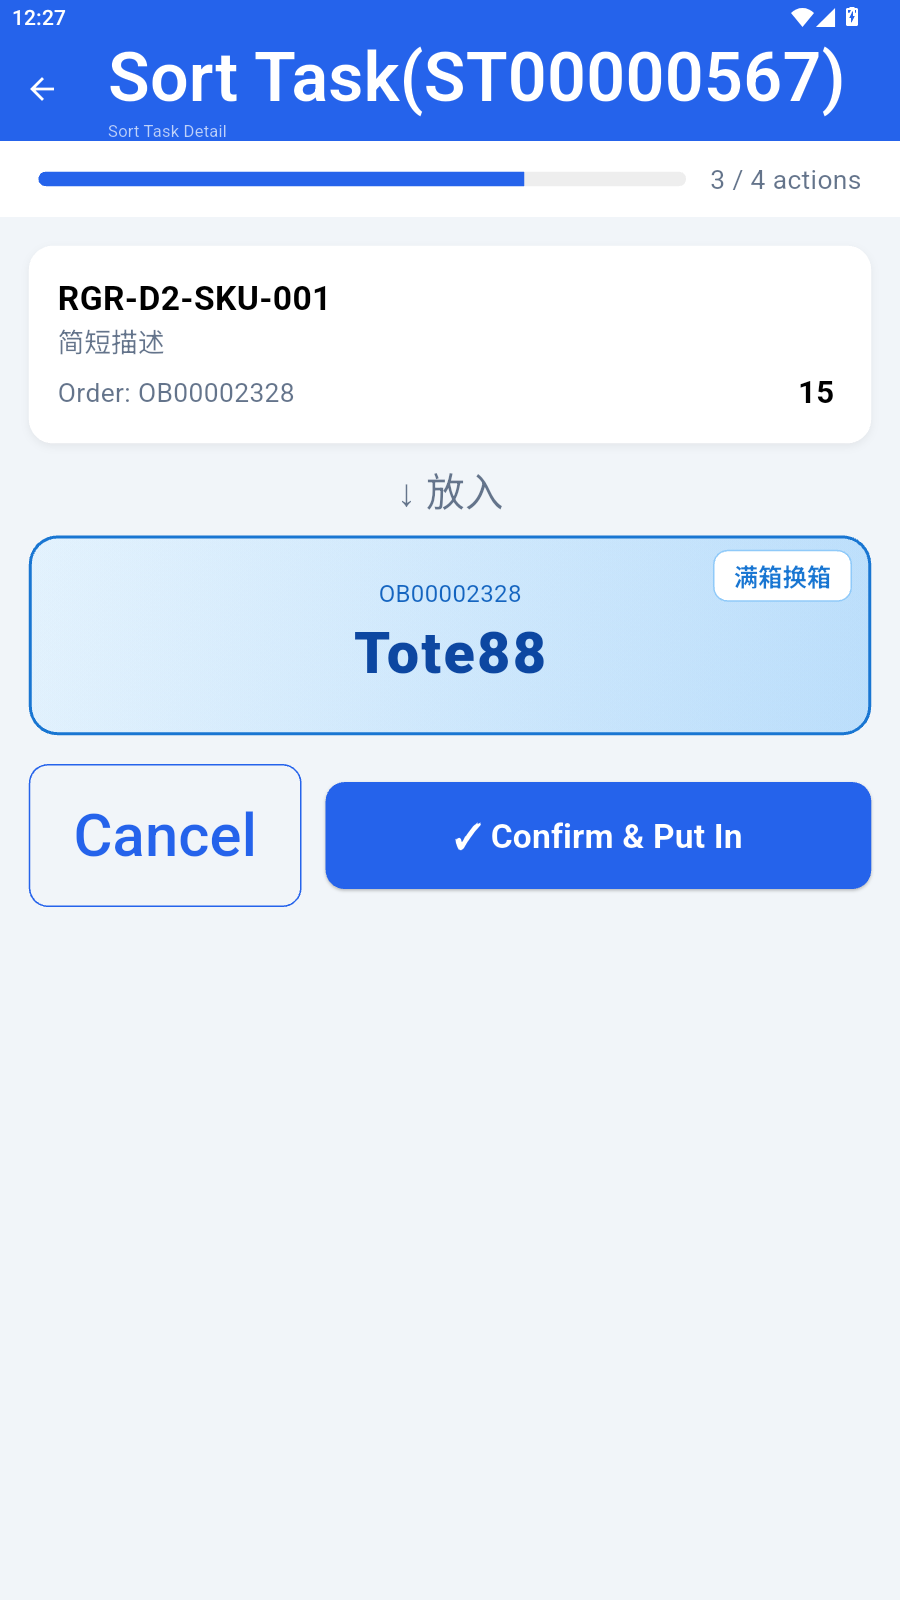 12:27
Sort Task(ST00000567)
Sort Task Detail
3 / 4 actions
RGR-D2-SKU-001
简短描述
Order: OB00002328
15
↓ 放入
满箱换箱
OB00002328
Tote88
Cancel
✓ Confirm & Put In